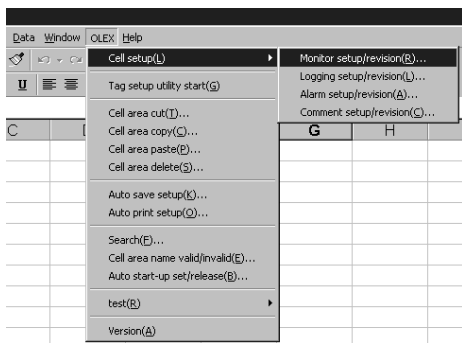 Data Window OLEX Help
Cell setup(L)
Monitor setup/revision(R)...
Logging setup/revision(L)...
Alarm setup/revision(A)...
Comment setup/revision(C)...
U
Tag setup utility start(G)
Cell area cut(T)...
Cell area copy(C)...
Cell area paste(P)...
Cell area delete(S)...
C G H
Auto save setup(K)...
Auto print setup(O)...
Search(F)...
Cell area name valid/invalid(E)...
Auto start-up set/release(B)...
test(R)
Version(A)